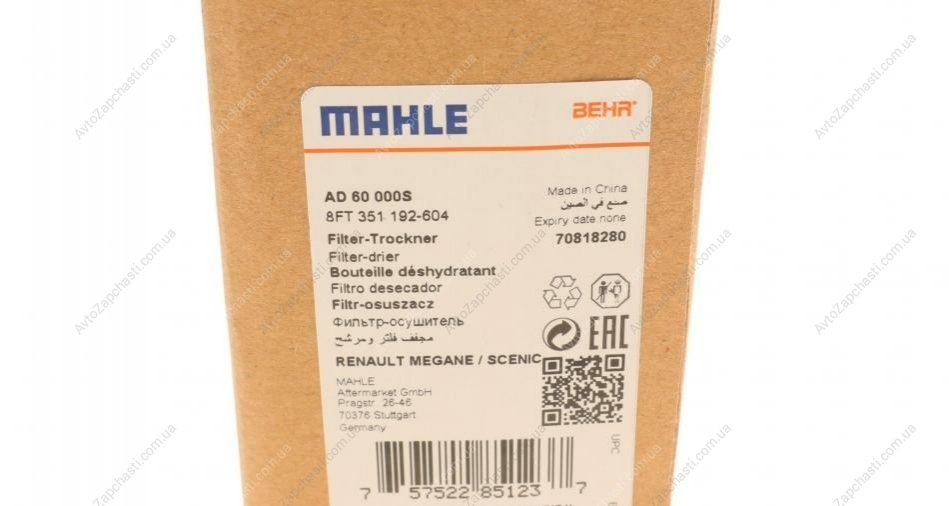 MAHLE
BEHR
AD 60 000S
8FT 351 192-604
Made in China
صنع في الصين
Expiry date none
70818280
Filter-Trockner
Filter-drier
Bouteille déshydratant
Filtro desecador
Filtr-osuszacz
Фильтр-осушитель
مجفف فلتر ومرشح
EAC
RENAULT MEGANE / SCENIC
MAHLE
Aftermarket GmbH
Pragstr. 26-46
70376 Stuttgart
Germany
UPC
7 57522 85123 7
AvtoZapchasti.com.ua